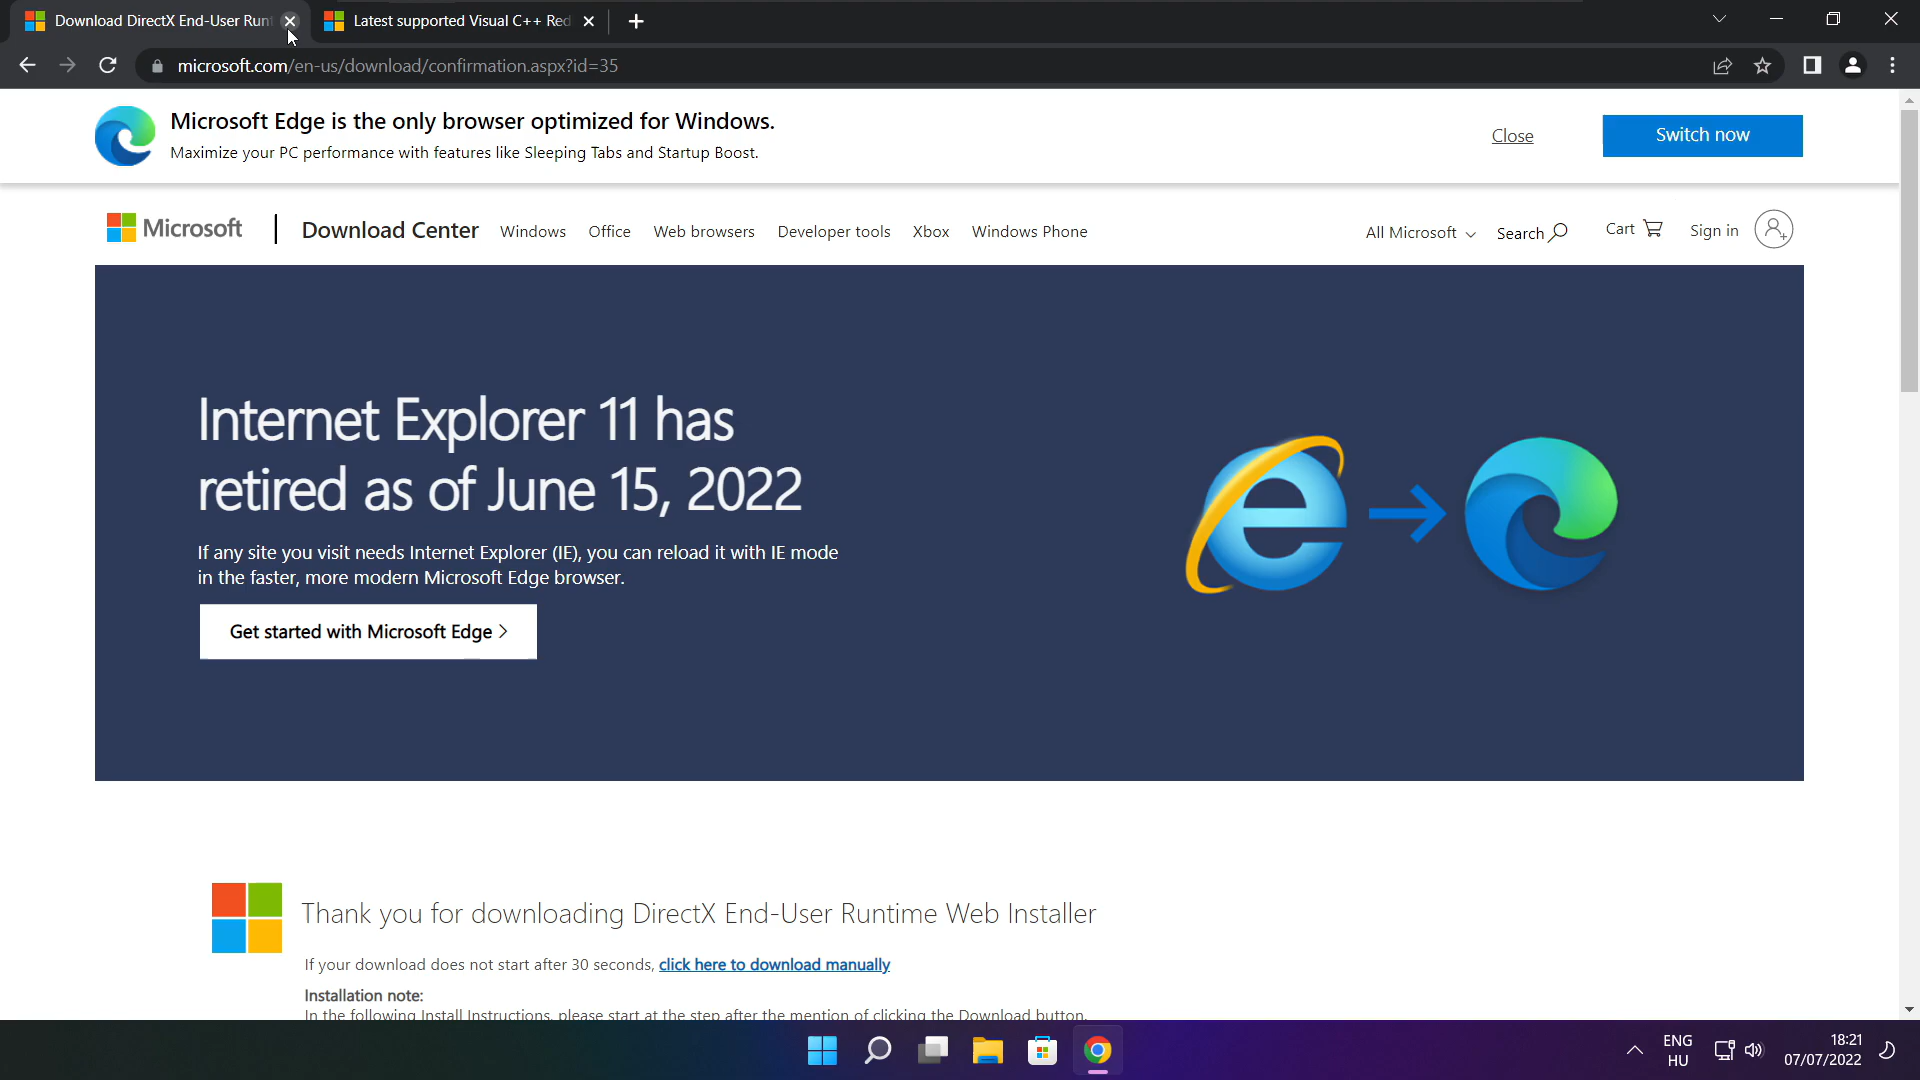 Download DirectX End-User Runt
Latest supported Visual C++ Red
microsoft.com/en-us/download/confirmation.aspx?id=35
Microsoft Edge is the only browser optimized for Windows.
Maximize your PC performance with features like Sleeping Tabs and Startup Boost.
Close
Switch now
Microsoft
Download Center
Windows
Office
Web browsers
Developer tools
Xbox
Windows Phone
All Microsoft
Search
Cart
Sign in
Internet Explorer 11 has
retired as of June 15, 2022
If any site you visit needs Internet Explorer (IE), you can reload it with IE mode
in the faster, more modern Microsoft Edge browser.
Get started with Microsoft Edge >
Thank you for downloading DirectX End-User Runtime Web Installer
If your download does not start after 30 seconds, click here to download manually
Installation note:
In the following Install Instructions, please start at the step after the mention of clicking the Download button.
ENG
HU
18:21
07/07/2022